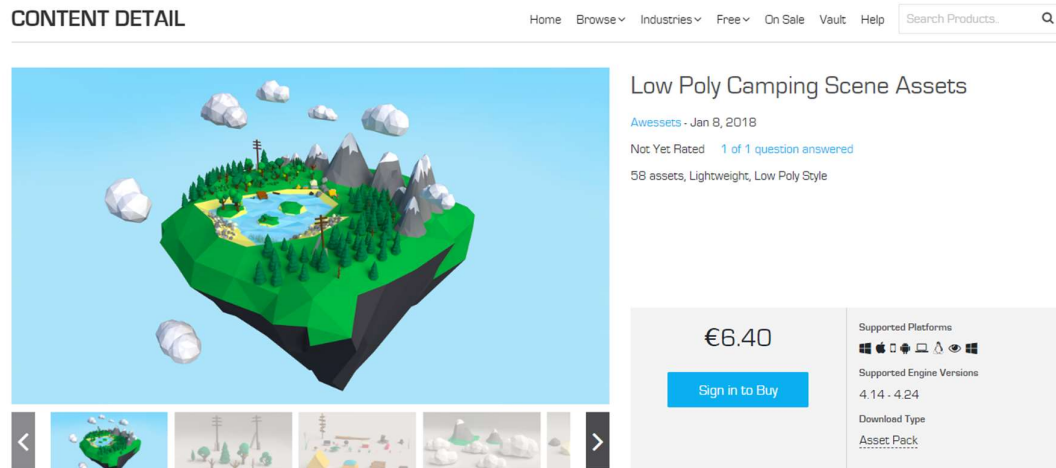 CONTENT DETAIL
Home Browse Industries Free On Sale Vault Help Search Products.
Low Poly Camping Scene Assets
Awessets - Jan 8, 2018
Not Yet Rated 1 of 1 question answered
58 assets, Lightweight, Low Poly Style
€6.40
Sign in to Buy
Supported Platforms
Supported Engine Versions
4.14 - 4.24
Download Type
Asset Pack